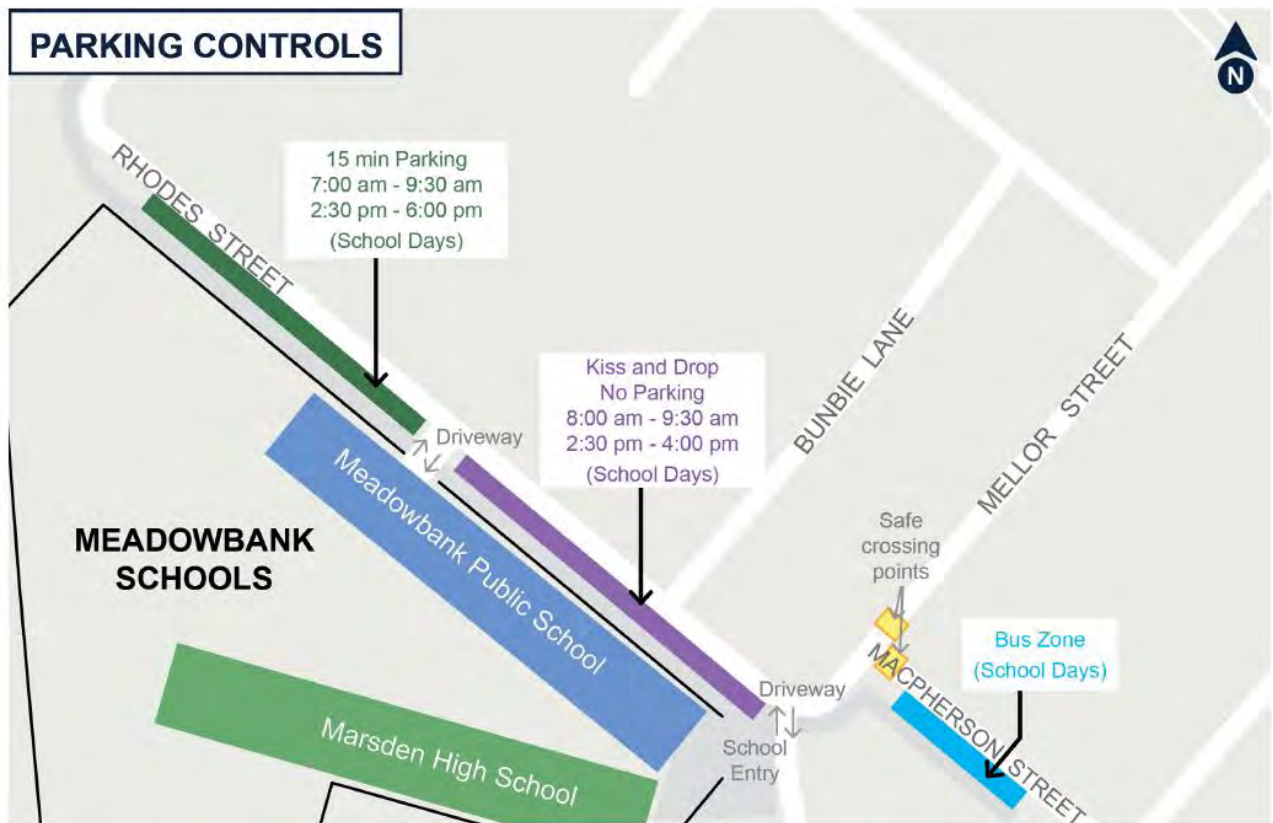 PARKING CONTROLS
N
RHODES STREET
15 min Parking
7:00 am - 9:30 am
2:30 pm - 6:00 pm
(School Days)
Kiss and Drop
No Parking
8:00 am - 9:30 am
2:30 pm - 4:00 pm
(School Days)
BUNBIE LANE
MELLOR STREET
Driveway
Meadowbank Public School
MEADOWBANK
SCHOOLS
Safe
crossing
points
Bus Zone
(School Days)
MACPHERSON STREET
Driveway
School
Entry
Marsden High School